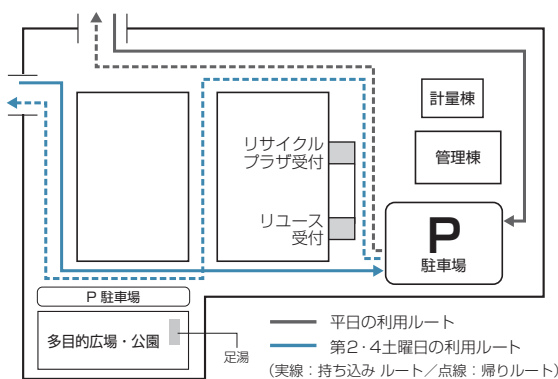 計量棟
リサイクル
プラザ受付
管理棟
リユース
受付
P
駐車場
P 駐車場
多目的広場・公園
足湯
平日の利用ルート
第2・4土曜日の利用ルート
(実線：持ち込み ルート／点線：帰りルート)